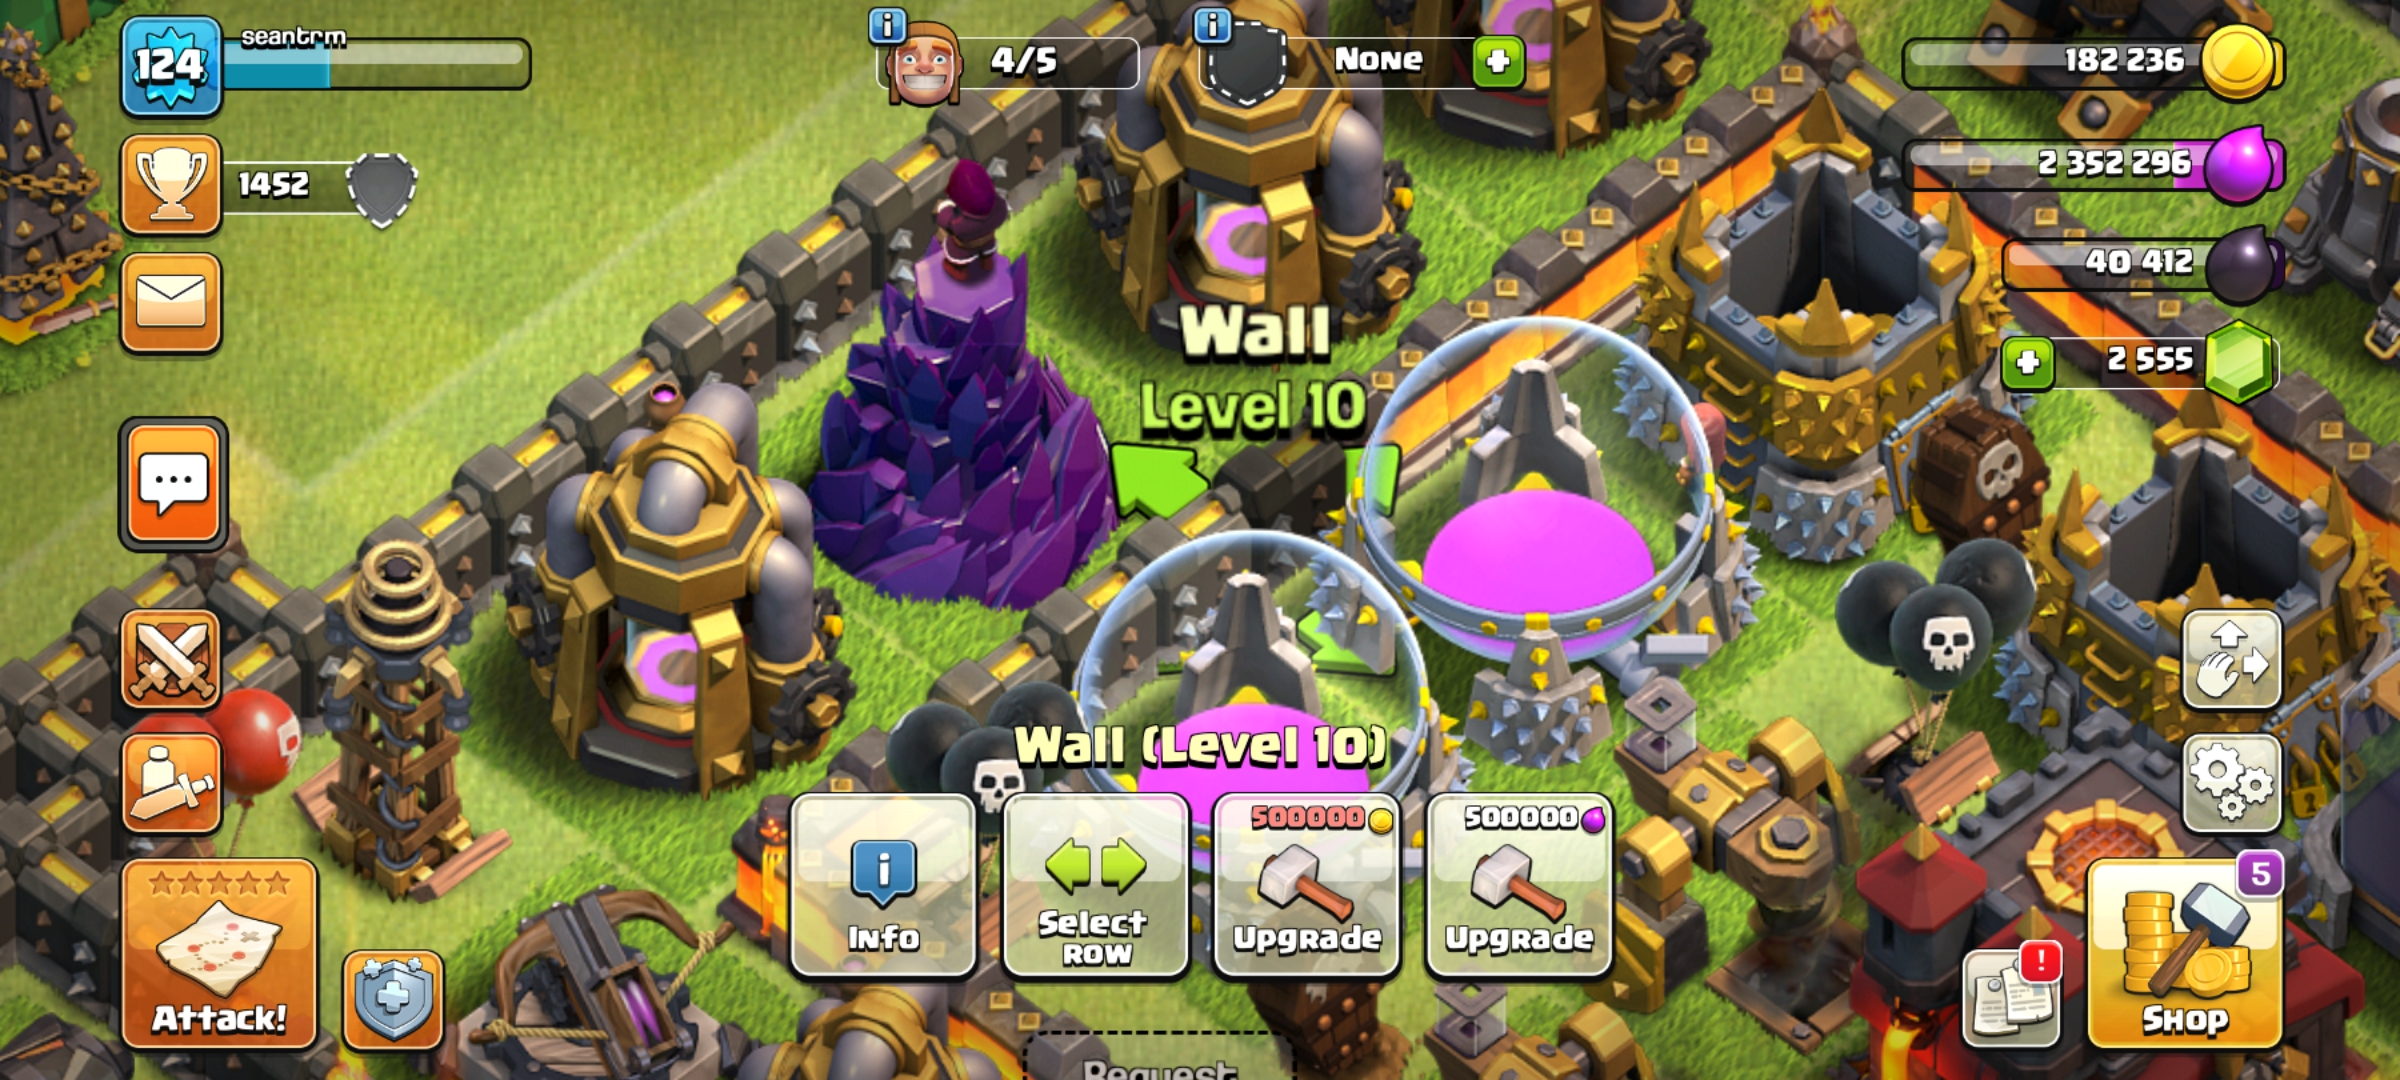 124
seantrm
4/5
None
182 236
1452
2 352 296
40 412
2 555
Wall
Level 10
Wall (Level 10)
500000
500000
Info
Select
Row
Upgrade
Upgrade
5
!
Attack!
Shop
Request